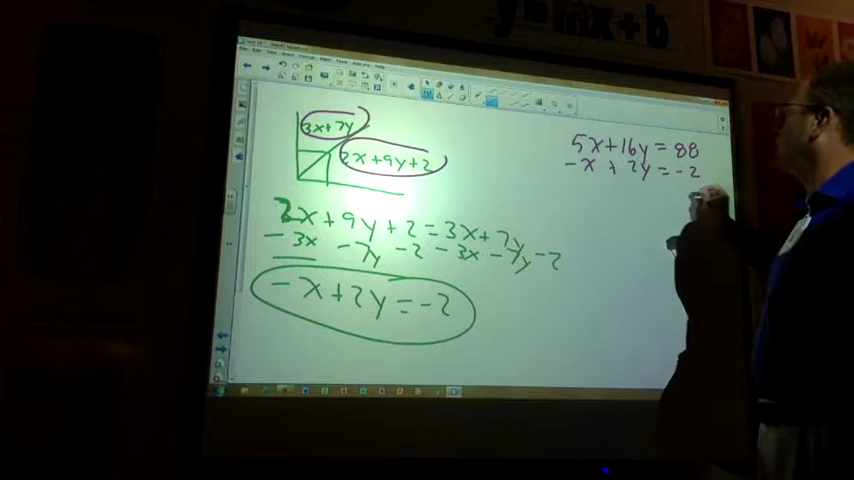 y=mx+b
3x+7y
2x+9y+2
2x+9y+2=3x+7y
-3x -7y -2 -3x -7y -2
-x+2y=-2
5x+16y=88
-x+2y=-2